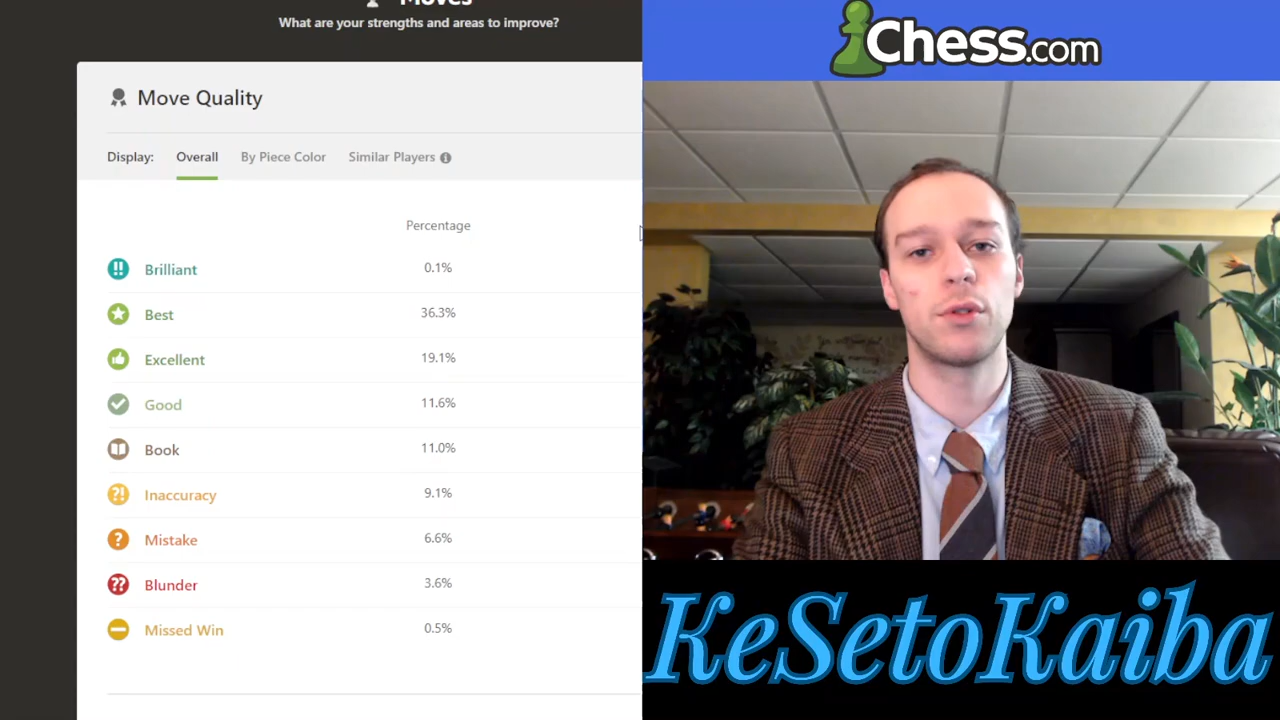 Moves
What are your strengths and areas to improve?
Move Quality
Display: Overall By Piece Color Similar Players
Percentage
Brilliant 0.1%
Best 36.3%
Excellent 19.1%
Good 11.6%
Book 11.0%
Inaccuracy 9.1%
Mistake 6.6%
Blunder 3.6%
Missed Win 0.5%
Chess.com
KeSetoKaiba